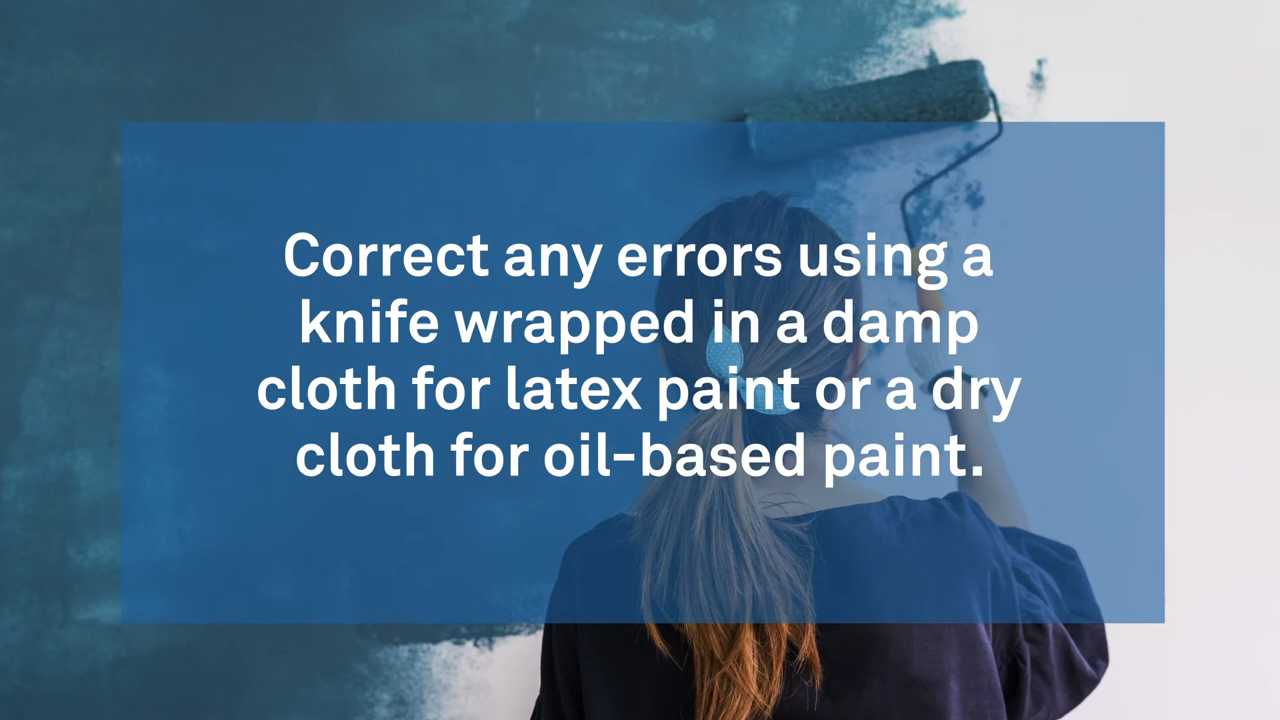 Correct any errors using a
knife wrapped in a damp
cloth for latex paint or a dry
cloth for oil-based paint.